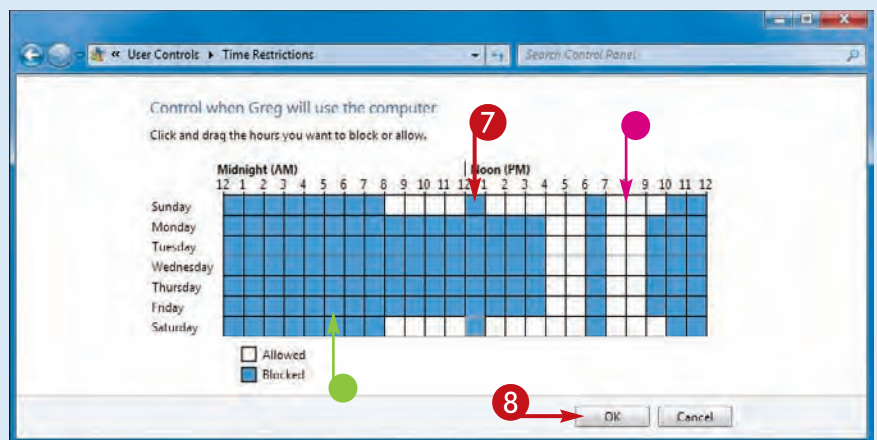 « User Controls ▸ Time Restrictions Search Control Panel
Control when Greg will use the computer
Click and drag the hours you want to block or allow.
7
Midnight (AM) Noon (PM)
12 1 2 3 4 5 6 7 8 9 10 11 12 1 2 3 4 5 6 7 8 9 10 11 12
Sunday
Monday
Tuesday
Wednesday
Thursday
Friday
Saturday
Allowed
Blocked
8 OK Cancel